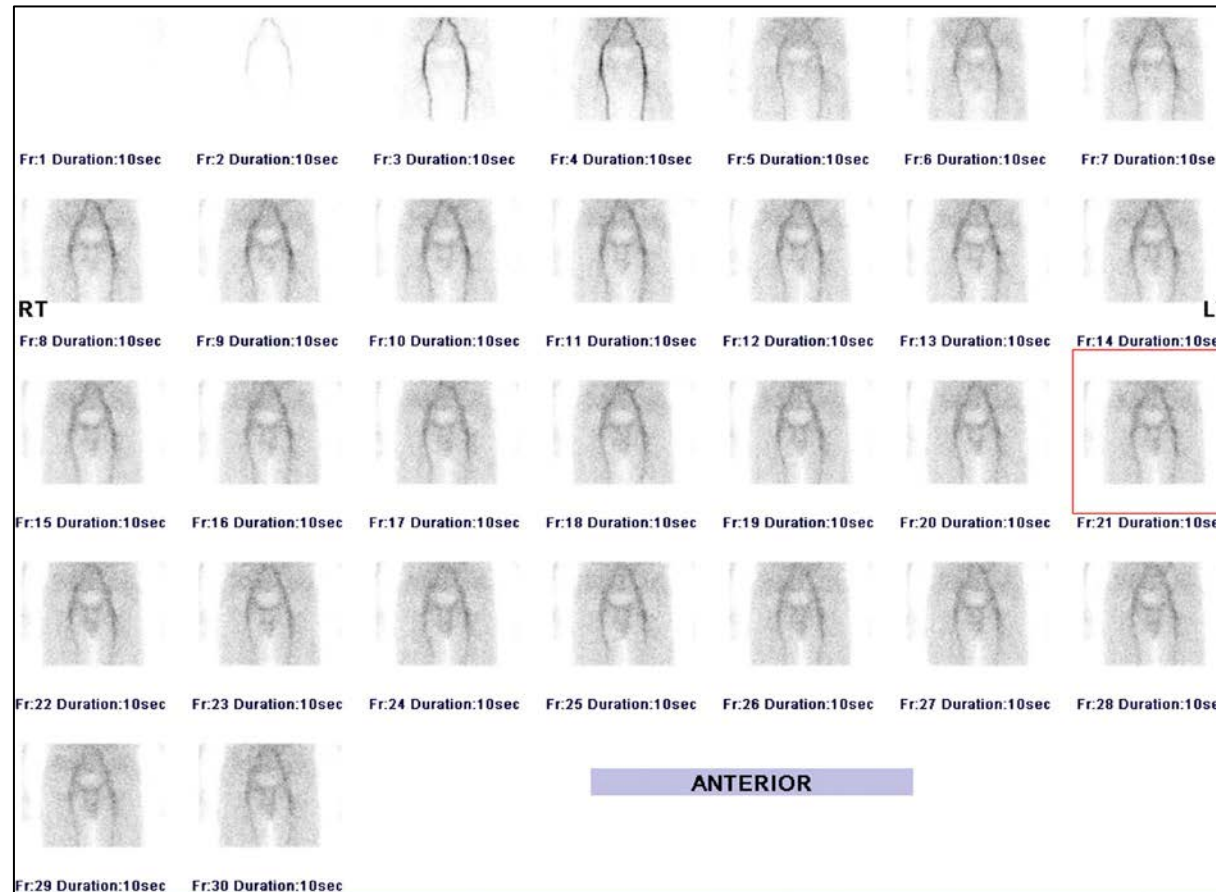 Fr:1 Duration:10sec Fr:2 Duration:10sec Fr:3 Duration:10sec Fr:4 Duration:10sec Fr:5 Duration:10sec Fr:6 Duration:10sec Fr:7 Duration:10se
RT L
Fr:8 Duration:10sec Fr:9 Duration:10sec Fr:10 Duration:10sec Fr:11 Duration:10sec Fr:12 Duration:10sec Fr:13 Duration:10sec Fr:14 Duration:10se
Fr:15 Duration:10sec Fr:16 Duration:10sec Fr:17 Duration:10sec Fr:18 Duration:10sec Fr:19 Duration:10sec Fr:20 Duration:10sec Fr:21 Duration:10se
Fr:22 Duration:10sec Fr:23 Duration:10sec Fr:24 Duration:10sec Fr:25 Duration:10sec Fr:26 Duration:10sec Fr:27 Duration:10sec Fr:28 Duration:10se
ANTERIOR
Fr:29 Duration:10sec Fr:30 Duration:10sec